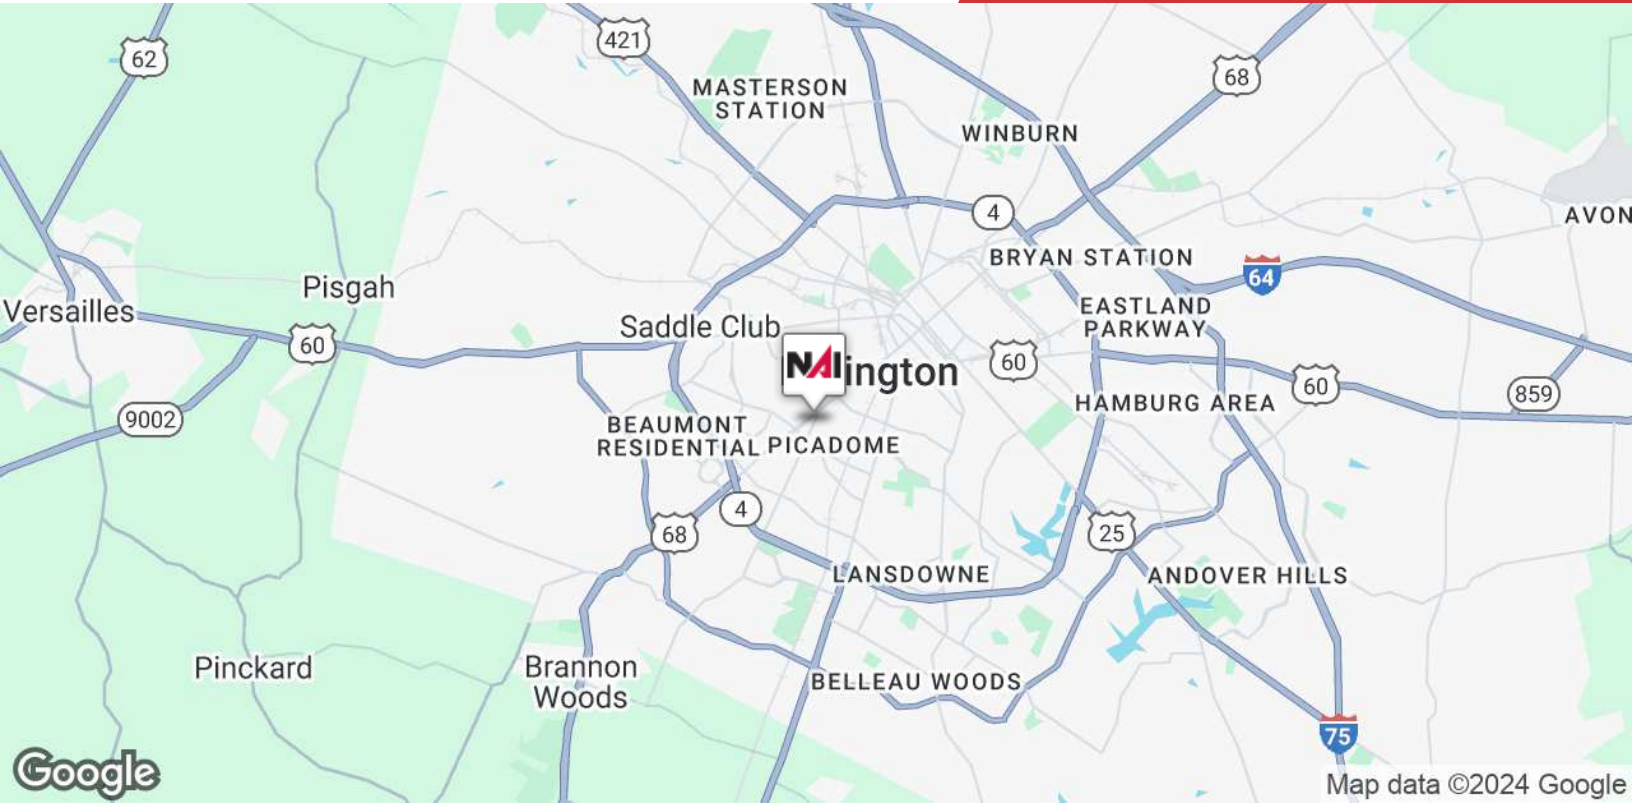 421
62
68
MASTERSON
STATION
WINBURN
4
AVON
BRYAN STATION
64
Pisgah
Versailles
EASTLAND
PARKWAY
Saddle Club
60
60
NAI
ington
60
859
HAMBURG AREA
9002
BEAUMONT
RESIDENTIAL
PICADOME
4
68
25
LANSDOWNE
ANDOVER HILLS
Pinckard
Brannon
Woods
BELLEAU WOODS
75
Google
Map data ©2024 Google